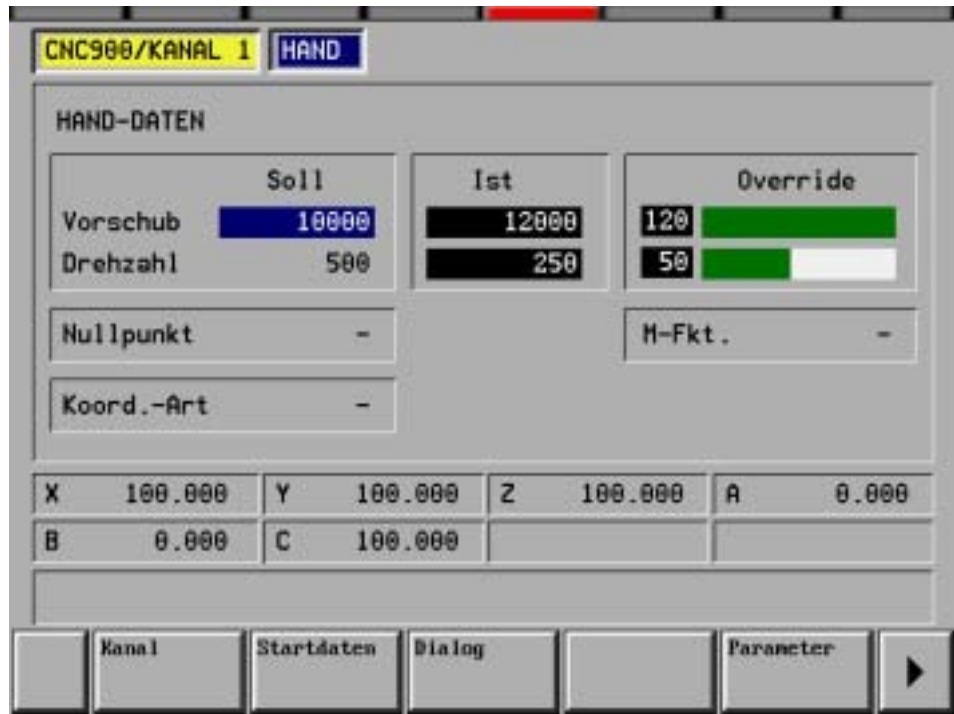 CNC900/KANAL 1 HAND
HAND-DATEN
Soll Ist Override
Vorschub 10000 12000 120
Drehzahl 500 250 50
Nullpunkt - M-Fkt. -
Koord.-Art -
X 100.000 Y 100.000 Z 100.000 A 0.000
B 0.000 C 100.000
Kanal Startdaten Dialog Parameter